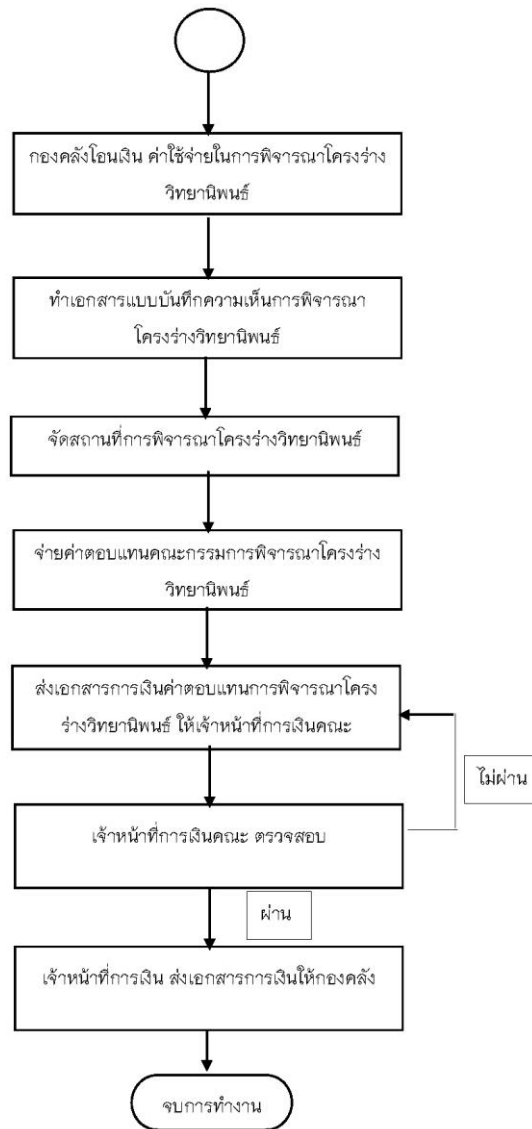 กองคลังโอนเงิน ค่าใช้จ่ายในการพิจารณาโครงร่าง
วิทยานิพนธ์
ทำเอกสารแบบบันทึกความเห็นการพิจารณา
โครงร่างวิทยานิพนธ์
จัดสถานที่การพิจารณาโครงร่างวิทยานิพนธ์
จ่ายค่าตอบแทนคณะกรรมการพิจารณาโครงร่าง
วิทยานิพนธ์
ส่งเอกสารการเงินค่าตอบแทนการพิจารณาโครง
ร่างวิทยานิพนธ์ ให้เจ้าหน้าที่การเงินคณะ
ไม่ผ่าน
เจ้าหน้าที่การเงินคณะ ตรวจสอบ
ผ่าน
เจ้าหน้าที่การเงิน ส่งเอกสารการเงินให้กองคลัง
จบการทำงาน